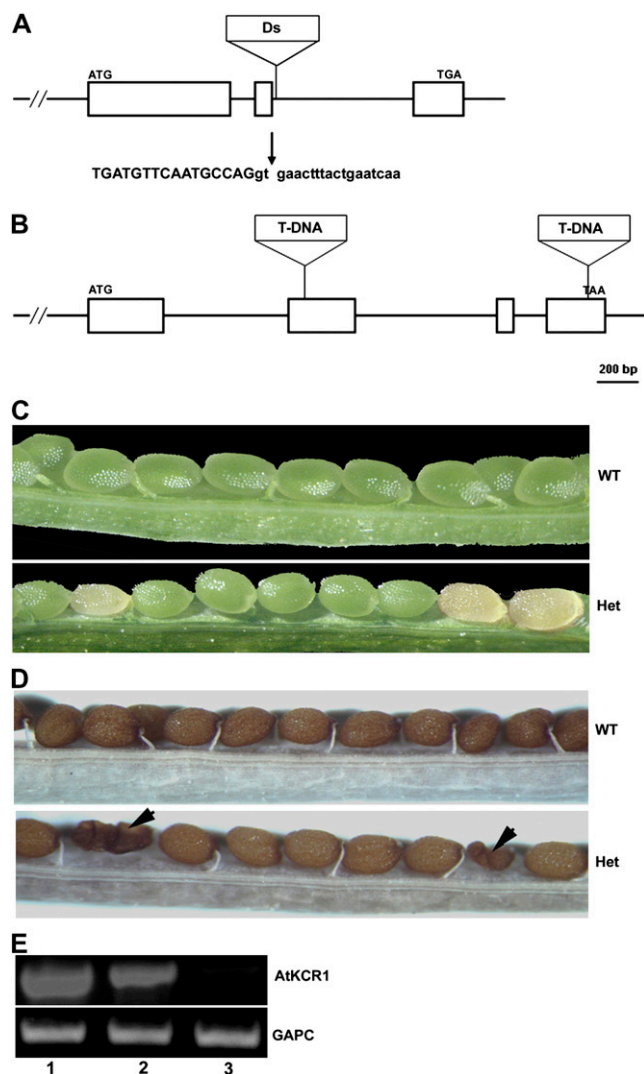 A
Ds
ATG
TGA
//
TGATGTTCAATGCCAGgt gaactttactgaatcaa
B
T-DNA
T-DNA
ATG
TAA
//
200 bp
C
WT
Het
D
WT
Het
E
AtKCR1
GAPC
1 2 3